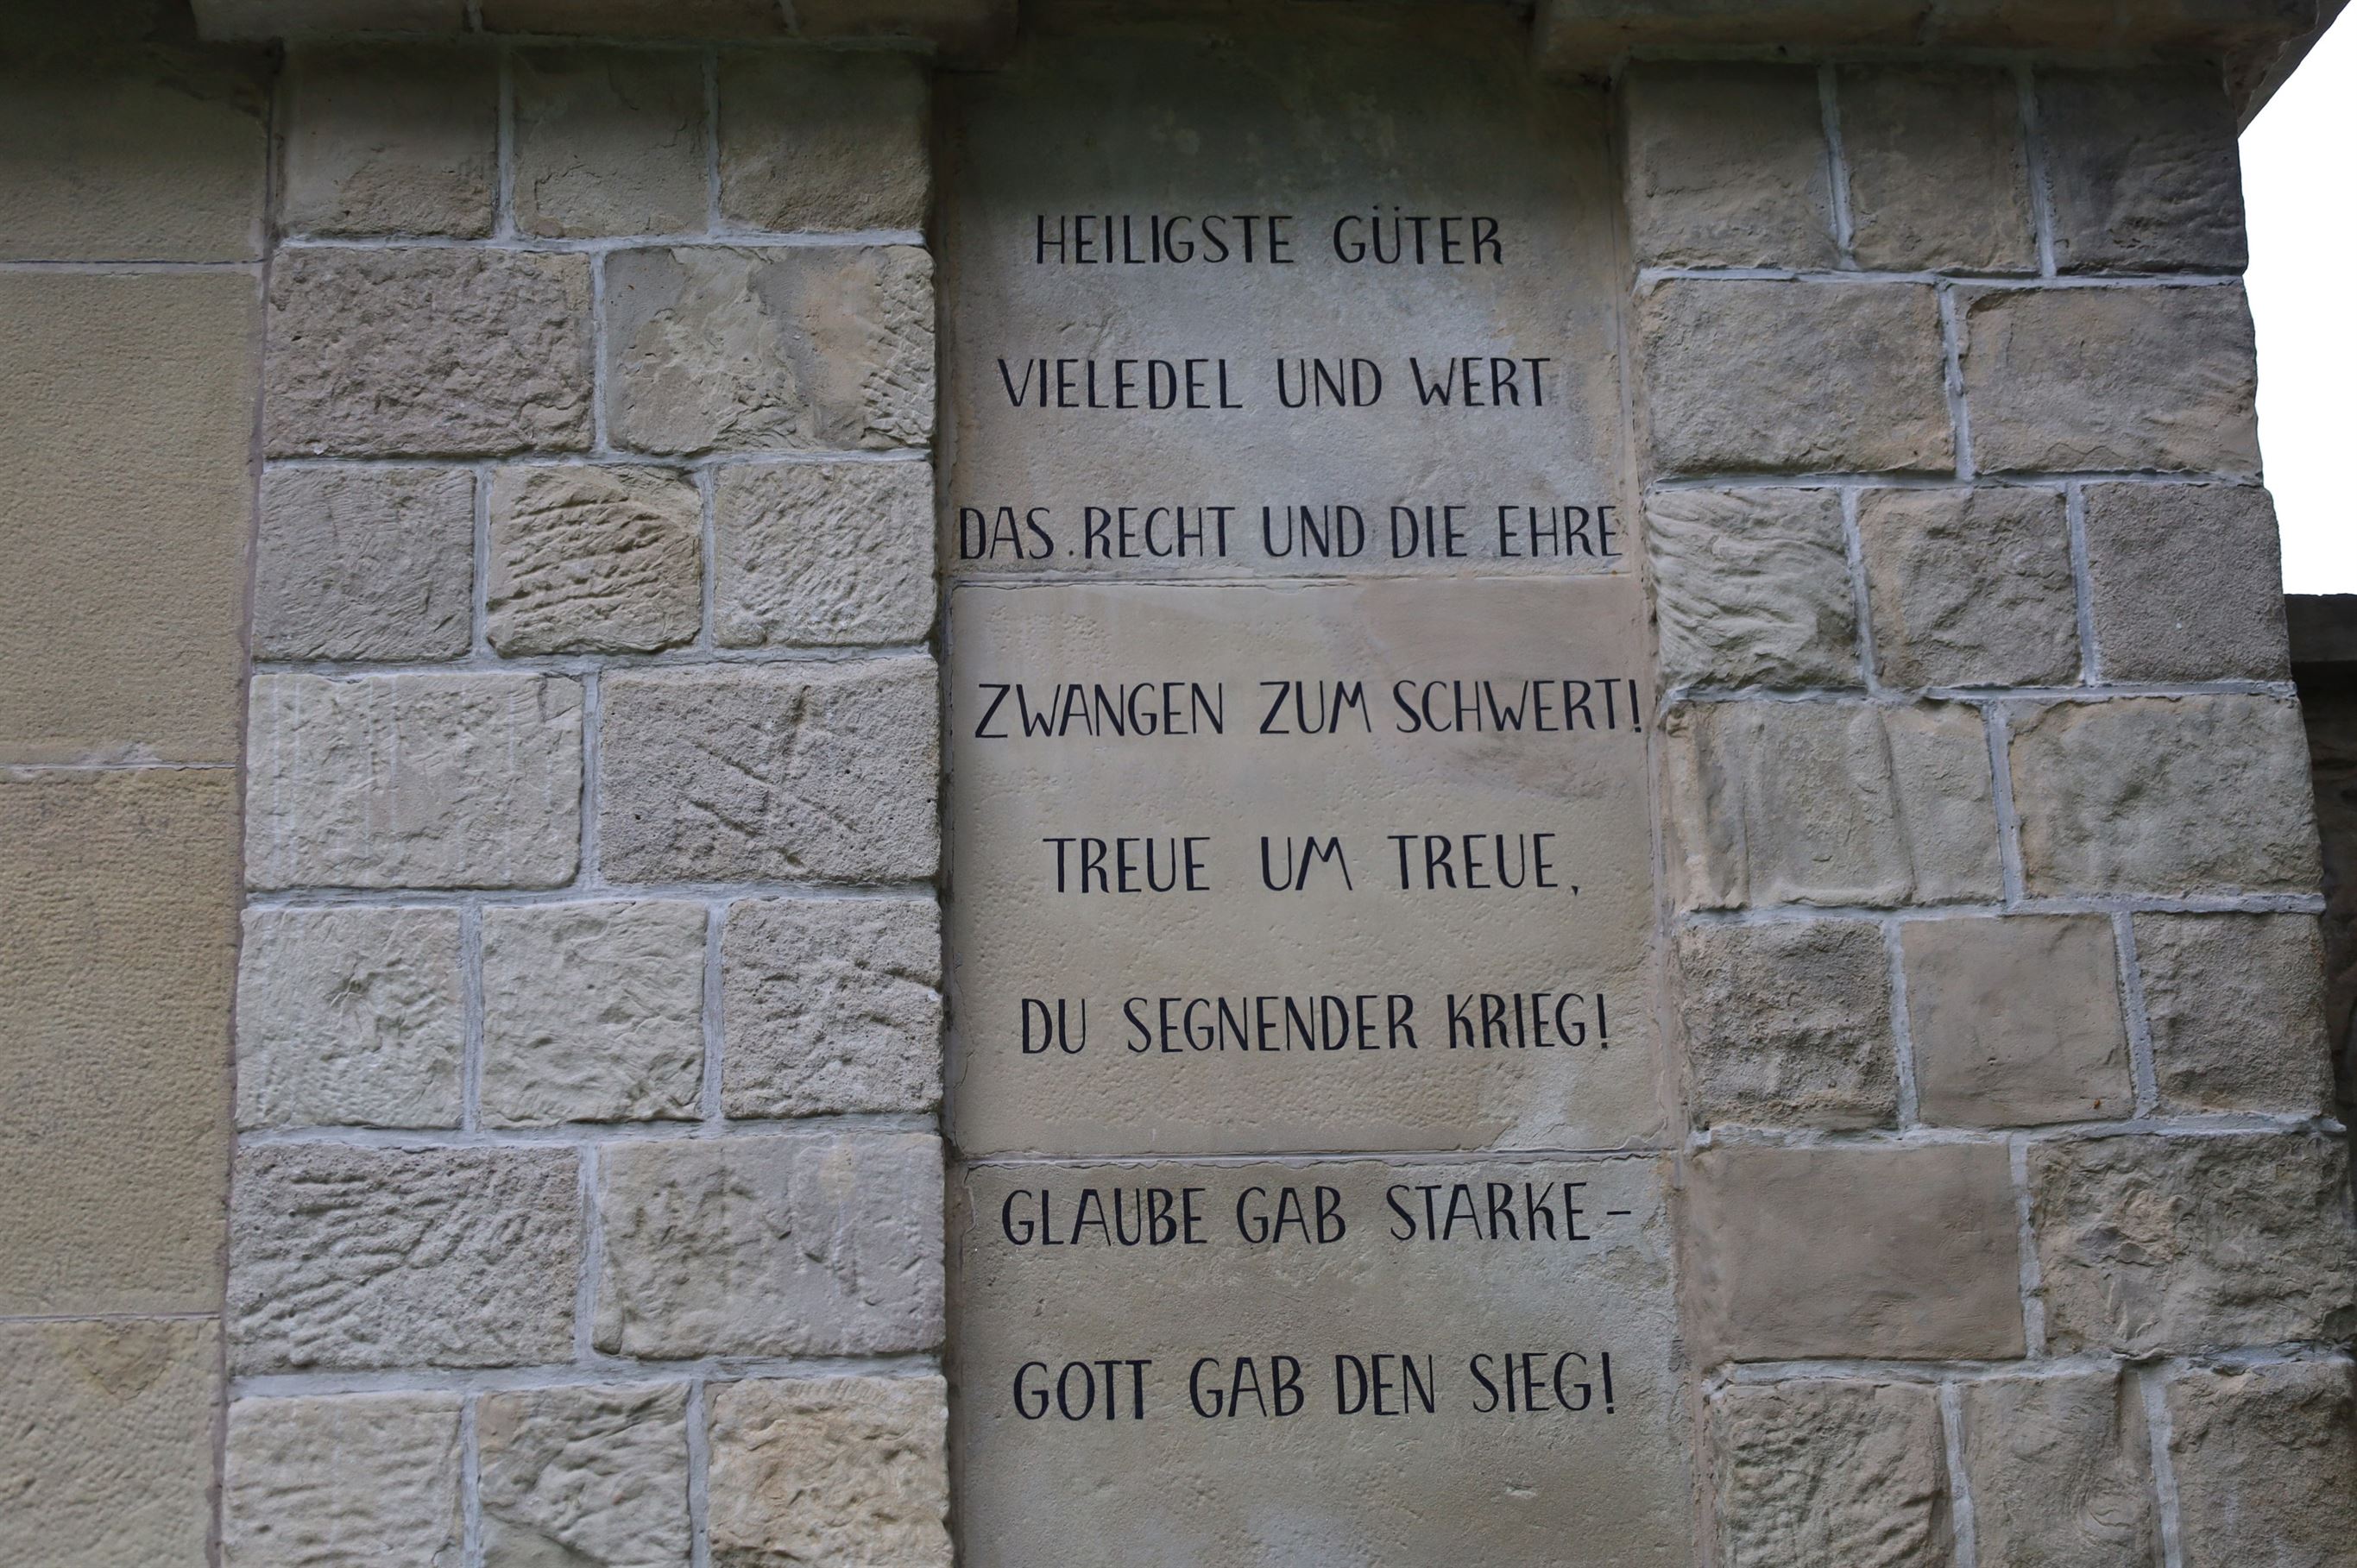 HEILIGSTE GÜTER
VIELEDEL UND WERT
DAS RECHT UND DIE EHRE
ZWANGEN ZUM SCHWERT!
TREUE UM TREUE,
DU SEGNENDER KRIEG!
GLAUBE GAB STARKE –
GOTT GAB DEN SIEG!